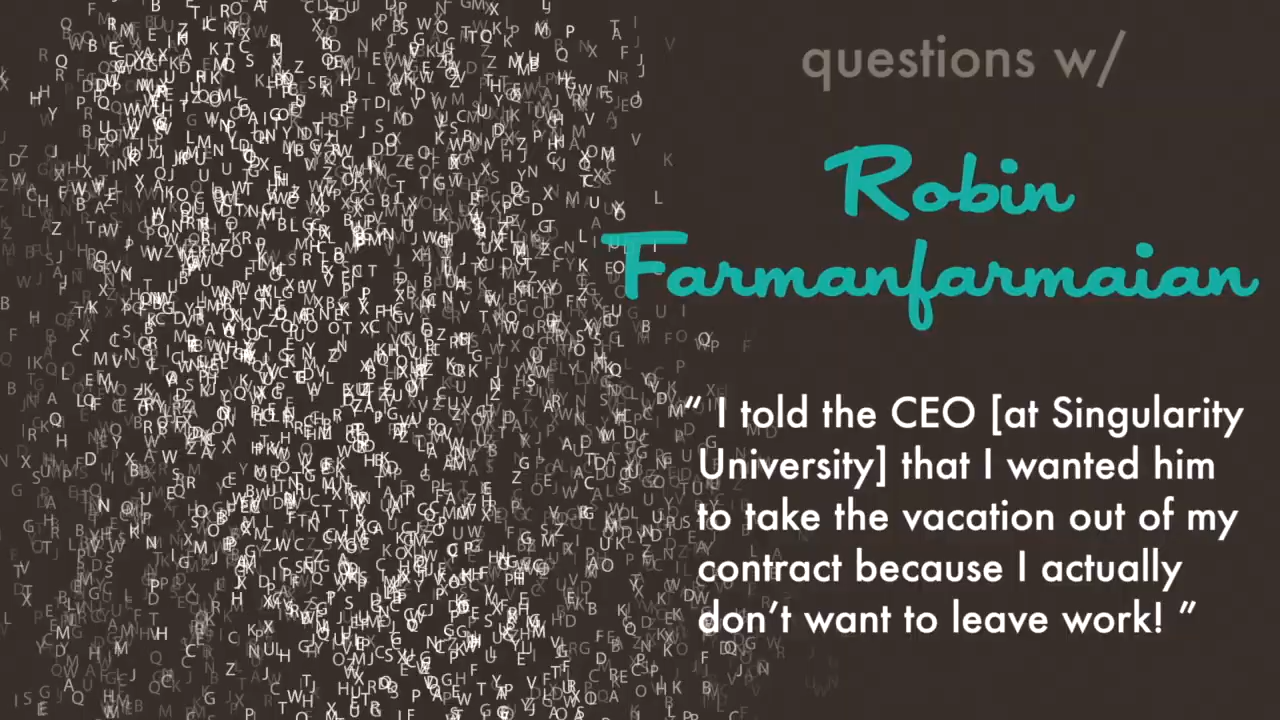 questions w/
Robin
Farmanfarmaian
“ I told the CEO [at Singularity
University] that I wanted him
to take the vacation out of my
contract because I actually
don’t want to leave work! ”